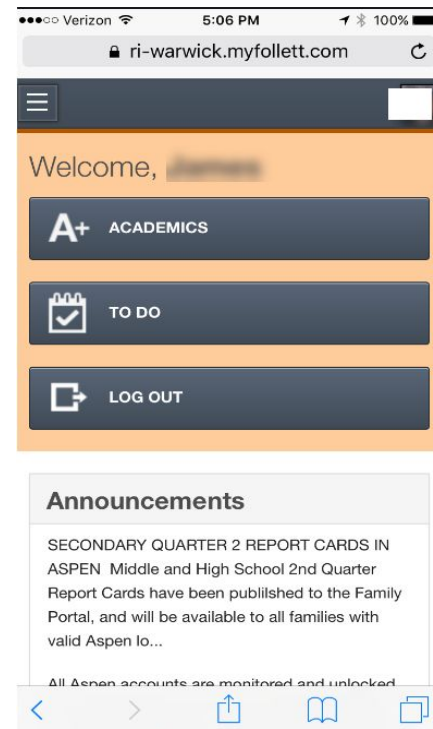 Verizon 5:06 PM 100%
ri-warwick.myfollett.com
Welcome,
A+ ACADEMICS
TO DO
LOG OUT
Announcements
SECONDARY QUARTER 2 REPORT CARDS IN
ASPEN Middle and High School 2nd Quarter
Report Cards have been publilshed to the Family
Portal, and will be available to all families with
valid Aspen lo...
All Aspen accounts are monitored and unlocked